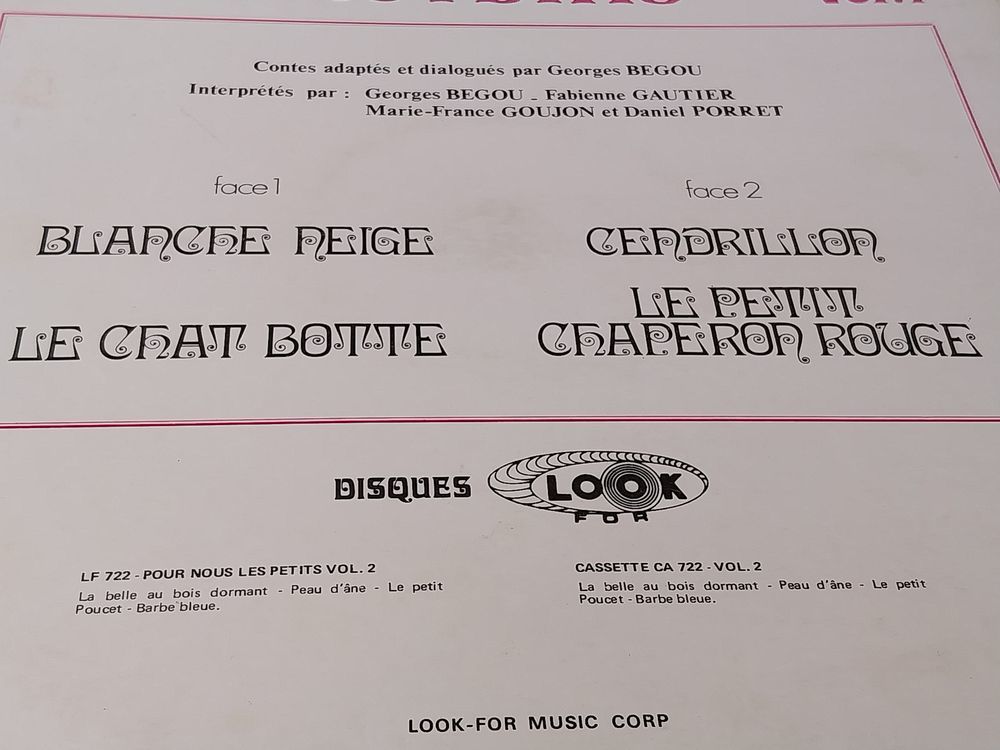 Contes adaptés et dialogués par Georges BEGOU
Interprétés par : Georges BEGOU _ Fabienne GAUTIER
Marie-France GOUJON et Daniel PORRET
face 1
BLANCHE NEIGE
LE CHAT BOTTE
face 2
CENDRILLON
LE PETIT
CHAPERON ROUGE
DISQUES LOOK
FOR
LF 722 - POUR NOUS LES PETITS VOL. 2
La belle au bois dormant - Peau d'âne - Le petit
Poucet - Barbe bleue.
CASSETTE CA 722 - VOL. 2
La belle au bois dormant - Peau d'âne - Le petit
Poucet - Barbe bleue.
LOOK-FOR MUSIC CORP